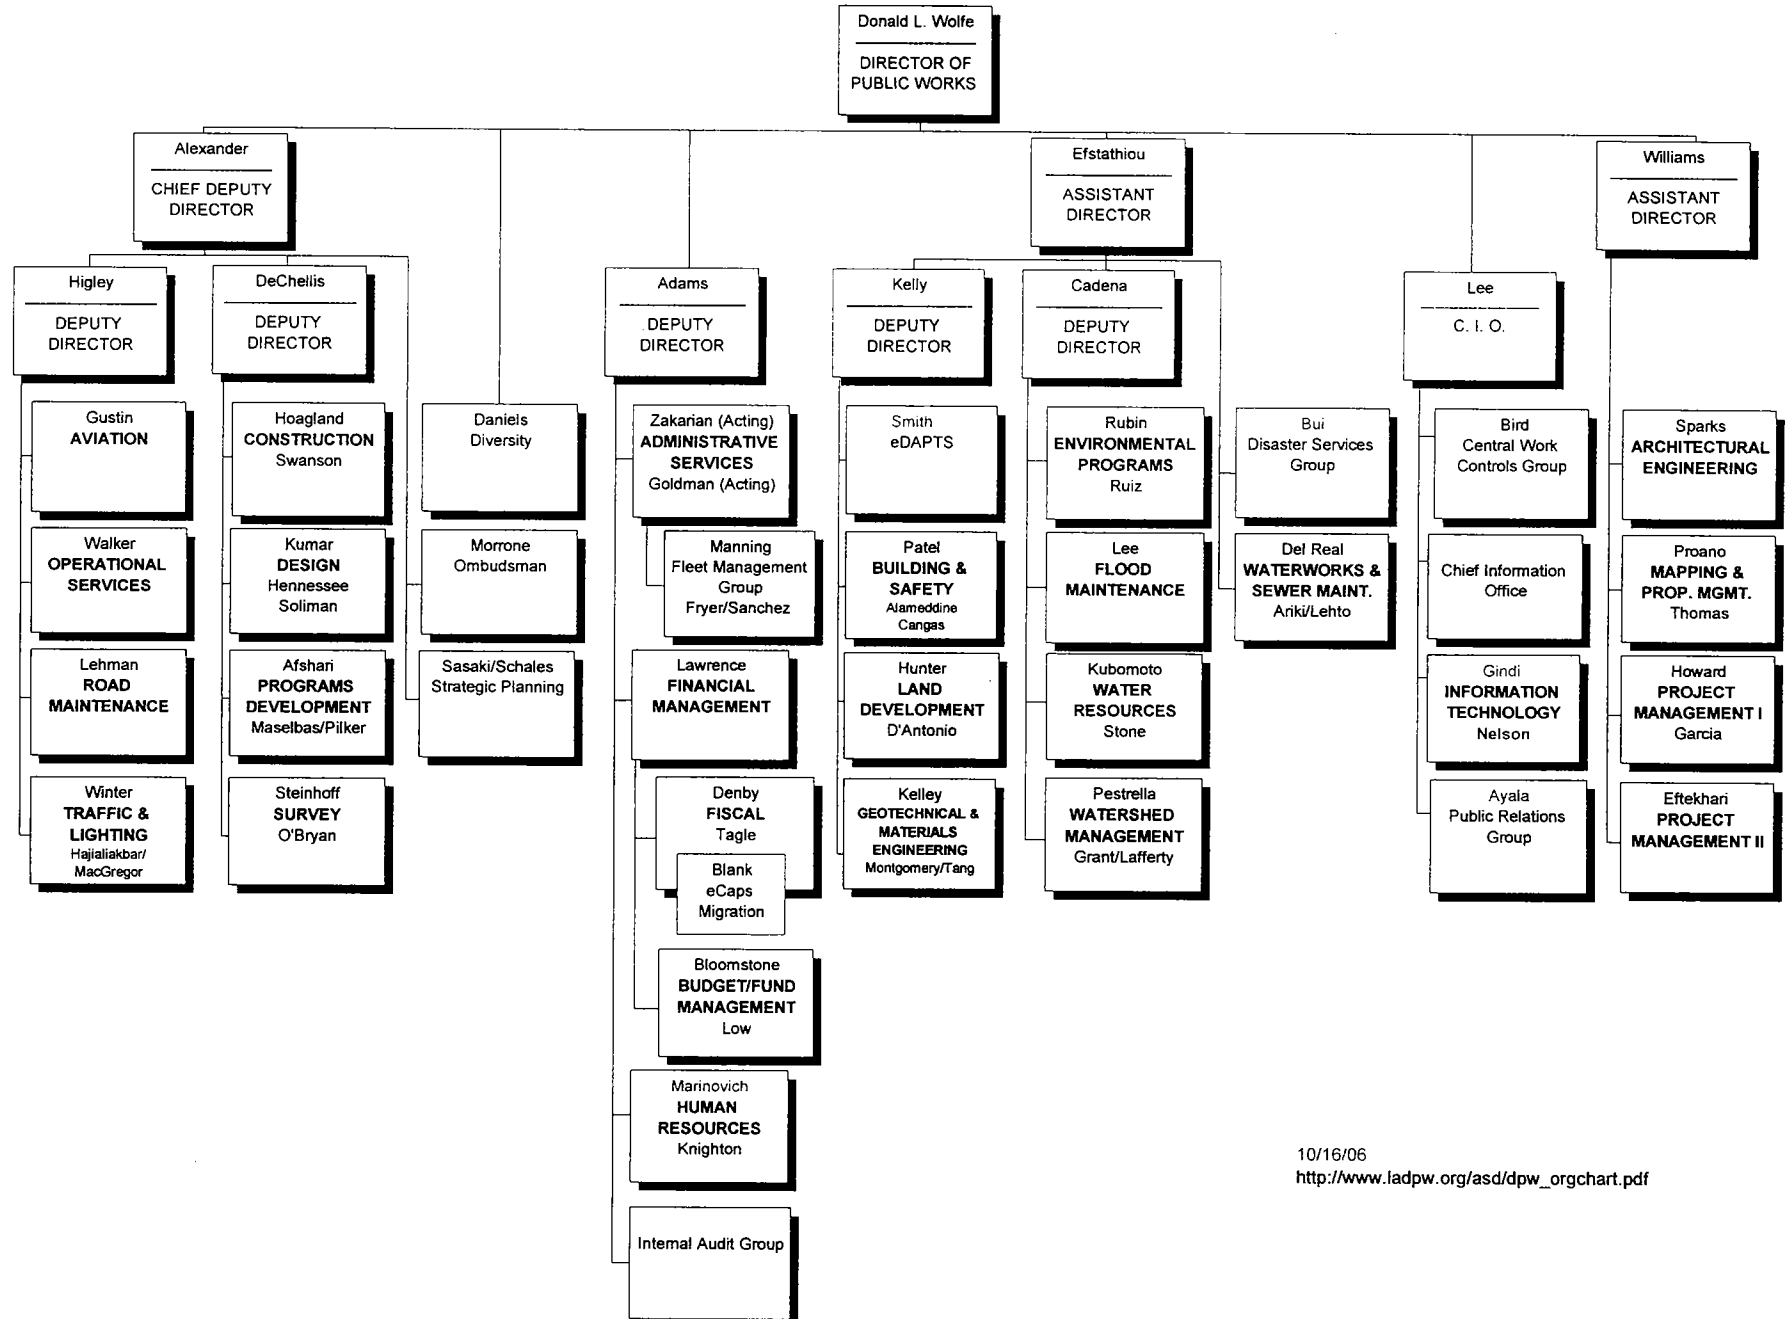 Donald L. Wolfe
DIRECTOR OF
PUBLIC WORKS
Alexander
CHIEF DEPUTY
DIRECTOR
Efstathiou
ASSISTANT
DIRECTOR
Williams
ASSISTANT
DIRECTOR
Higley
DEPUTY
DIRECTOR
DeChellis
DEPUTY
DIRECTOR
Adams
DEPUTY
DIRECTOR
Kelly
DEPUTY
DIRECTOR
Cadena
DEPUTY
DIRECTOR
Lee
C. I. O.
Gustin
AVIATION
Walker
OPERATIONAL
SERVICES
Lehman
ROAD
MAINTENANCE
Winter
TRAFFIC &
LIGHTING
Hajialiakbar/
MacGregor
Hoagland
CONSTRUCTION
Swanson
Kumar
DESIGN
Hennessee
Soliman
Afshari
PROGRAMS
DEVELOPMENT
Maselbas/Pilker
Steinhoff
SURVEY
O'Bryan
Daniels
Diversity
Morrone
Ombudsman
Sasaki/Schales
Strategic Planning
Zakarian (Acting)
ADMINISTRATIVE
SERVICES
Goldman (Acting)
Manning
Fleet Management
Group
Fryer/Sanchez
Lawrence
FINANCIAL
MANAGEMENT
Denby
FISCAL
Tagle
Blank
eCaps
Migration
Bloomstone
BUDGET/FUND
MANAGEMENT
Low
Marinovich
HUMAN
RESOURCES
Knighton
Internal Audit Group
Smith
eDAPTS
Patel
BUILDING &
SAFETY
Alameddine
Cangas
Hunter
LAND
DEVELOPMENT
D'Antonio
Kelley
GEOTECHNICAL &
MATERIALS
ENGINEERING
Montgomery/Tang
Rubin
ENVIRONMENTAL
PROGRAMS
Ruiz
Lee
FLOOD
MAINTENANCE
Kubomoto
WATER
RESOURCES
Stone
Pestrella
WATERSHED
MANAGEMENT
Grant/Lafferty
Bui
Disaster Services
Group
Del Real
WATERWORKS &
SEWER MAINT.
Ariki/Lehto
Bird
Central Work
Controls Group
Chief Information
Office
Gindi
INFORMATION
TECHNOLOGY
Nelson
Ayala
Public Relations
Group
Sparks
ARCHITECTURAL
ENGINEERING
Proano
MAPPING &
PROP. MGMT.
Thomas
Howard
PROJECT
MANAGEMENT I
Garcia
Eftekhari
PROJECT
MANAGEMENT II
10/16/06
http://www.ladpw.org/asd/dpw_orgchart.pdf